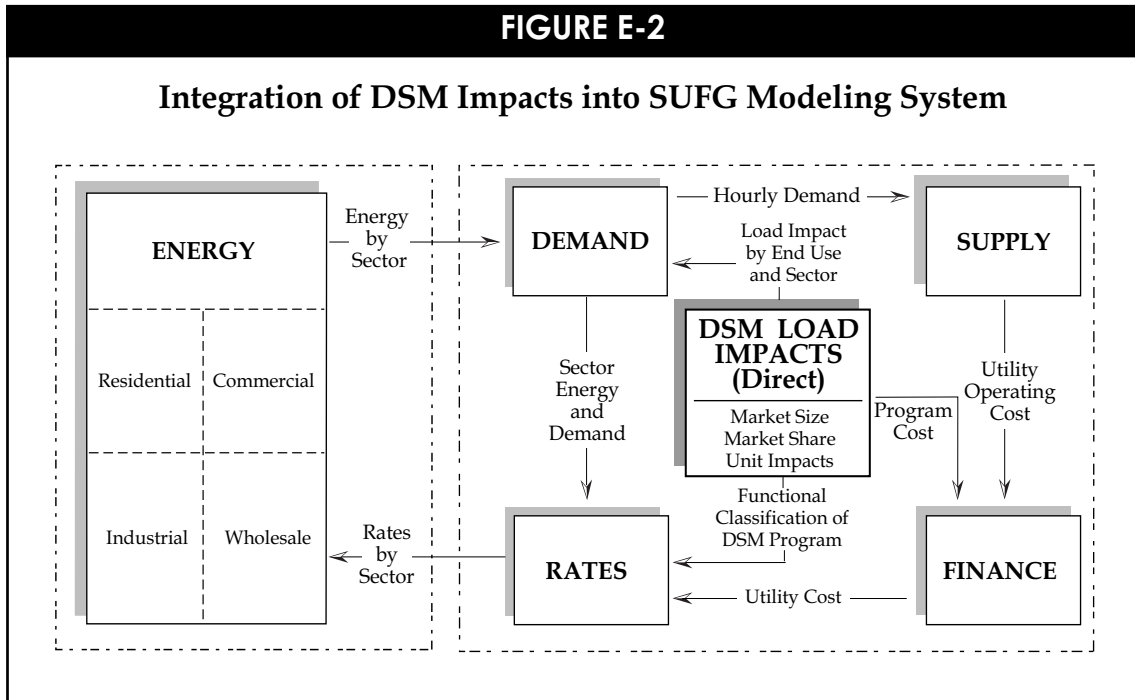 FIGURE E-2
Integration of DSM Impacts into SUFG Modeling System
ENERGY
Residential
Commercial
Industrial
Wholesale
Energy
by
Sector
Rates
by
Sector
DEMAND
Hourly Demand
SUPPLY
Load Impact
by End Use
and Sector
DSM LOAD
IMPACTS
(Direct)
Market Size
Market Share
Unit Impacts
Sector
Energy
and
Demand
Program
Cost
Utility
Operating
Cost
Functional
Classification of
DSM Program
RATES
Utility Cost
FINANCE